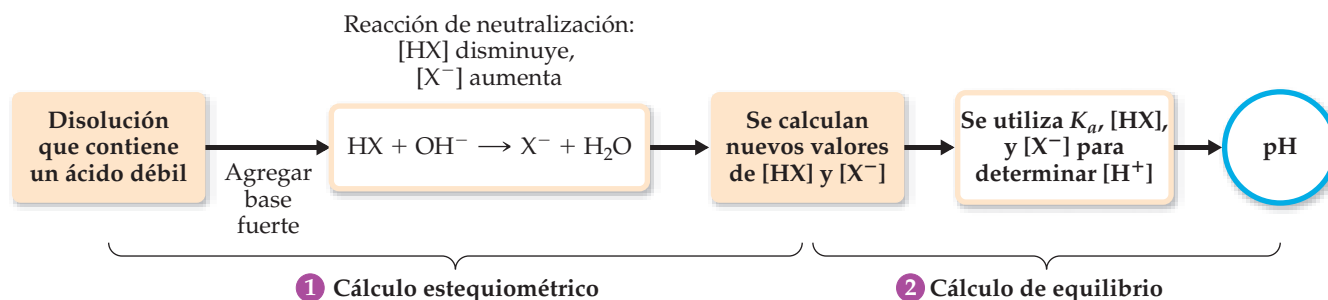 Reacción de neutralización:
[HX] disminuye,
[X⁻] aumenta
Disolución
que contiene
un ácido débil
Agregar
base
fuerte
HX + OH⁻ ⟶ X⁻ + H₂O
Se calculan
nuevos valores
de [HX] y [X⁻]
Se utiliza Kₐ, [HX],
y [X⁻] para
determinar [H⁺]
pH
1 Cálculo estequiométrico
2 Cálculo de equilibrio